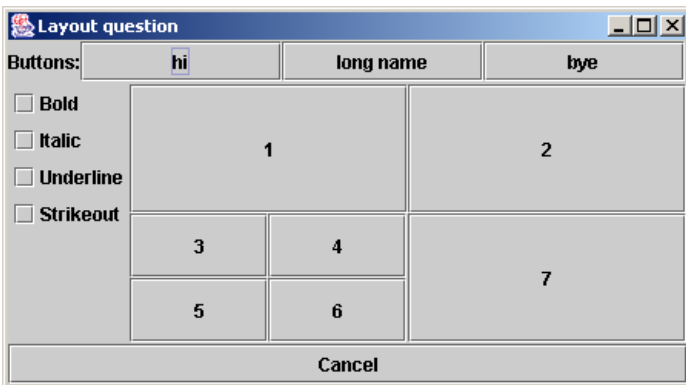 Layout question
Buttons: hi long name bye
Bold
Italic
Underline
Strikeout
1 2
3 4
5 6
7
Cancel